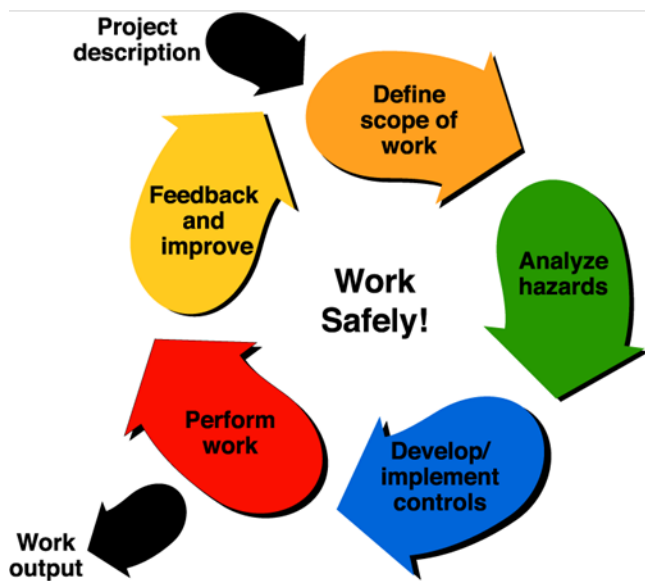 Project
description
Define
scope of
work
Analyze
hazards
Develop/
implement
controls
Perform
work
Work
output
Feedback
and
improve
Work
Safely!